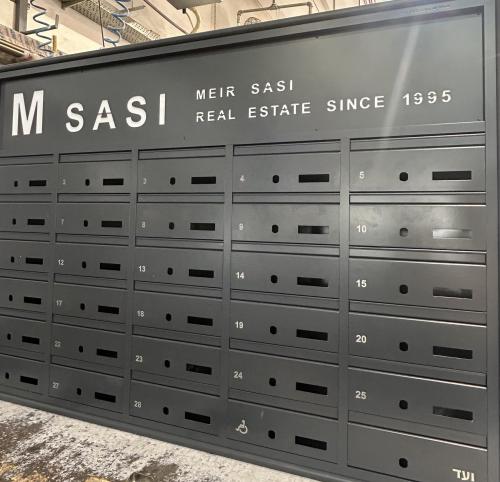 M SASI
MEIR SASI
REAL ESTATE SINCE 1995
2 3 4 5
7 8 9 10
12 13 14 15
17 18 19 20
22 23 24 25
27 28
ועד